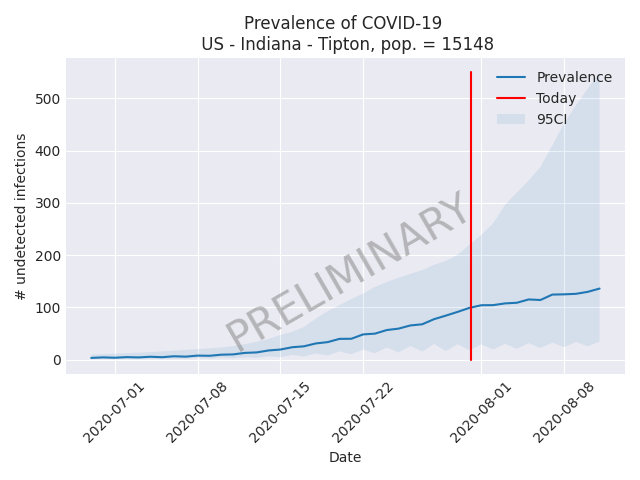 Prevalence of COVID-19
US - Indiana - Tipton, pop. = 15148
Prevalence
Today
95CI
# undetected infections
500
400
300
200
100
0
PRELIMINARY
2020-07-01
2020-07-08
2020-07-15
2020-07-22
2020-08-01
2020-08-08
Date